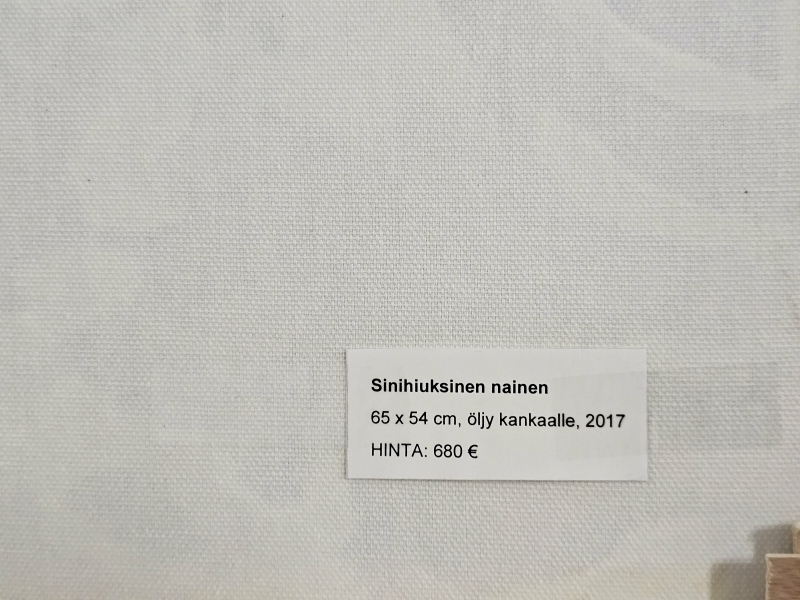 Sinihiuksinen nainen
65 x 54 cm, öljy kankaalle, 2017
HINTA: 680 €